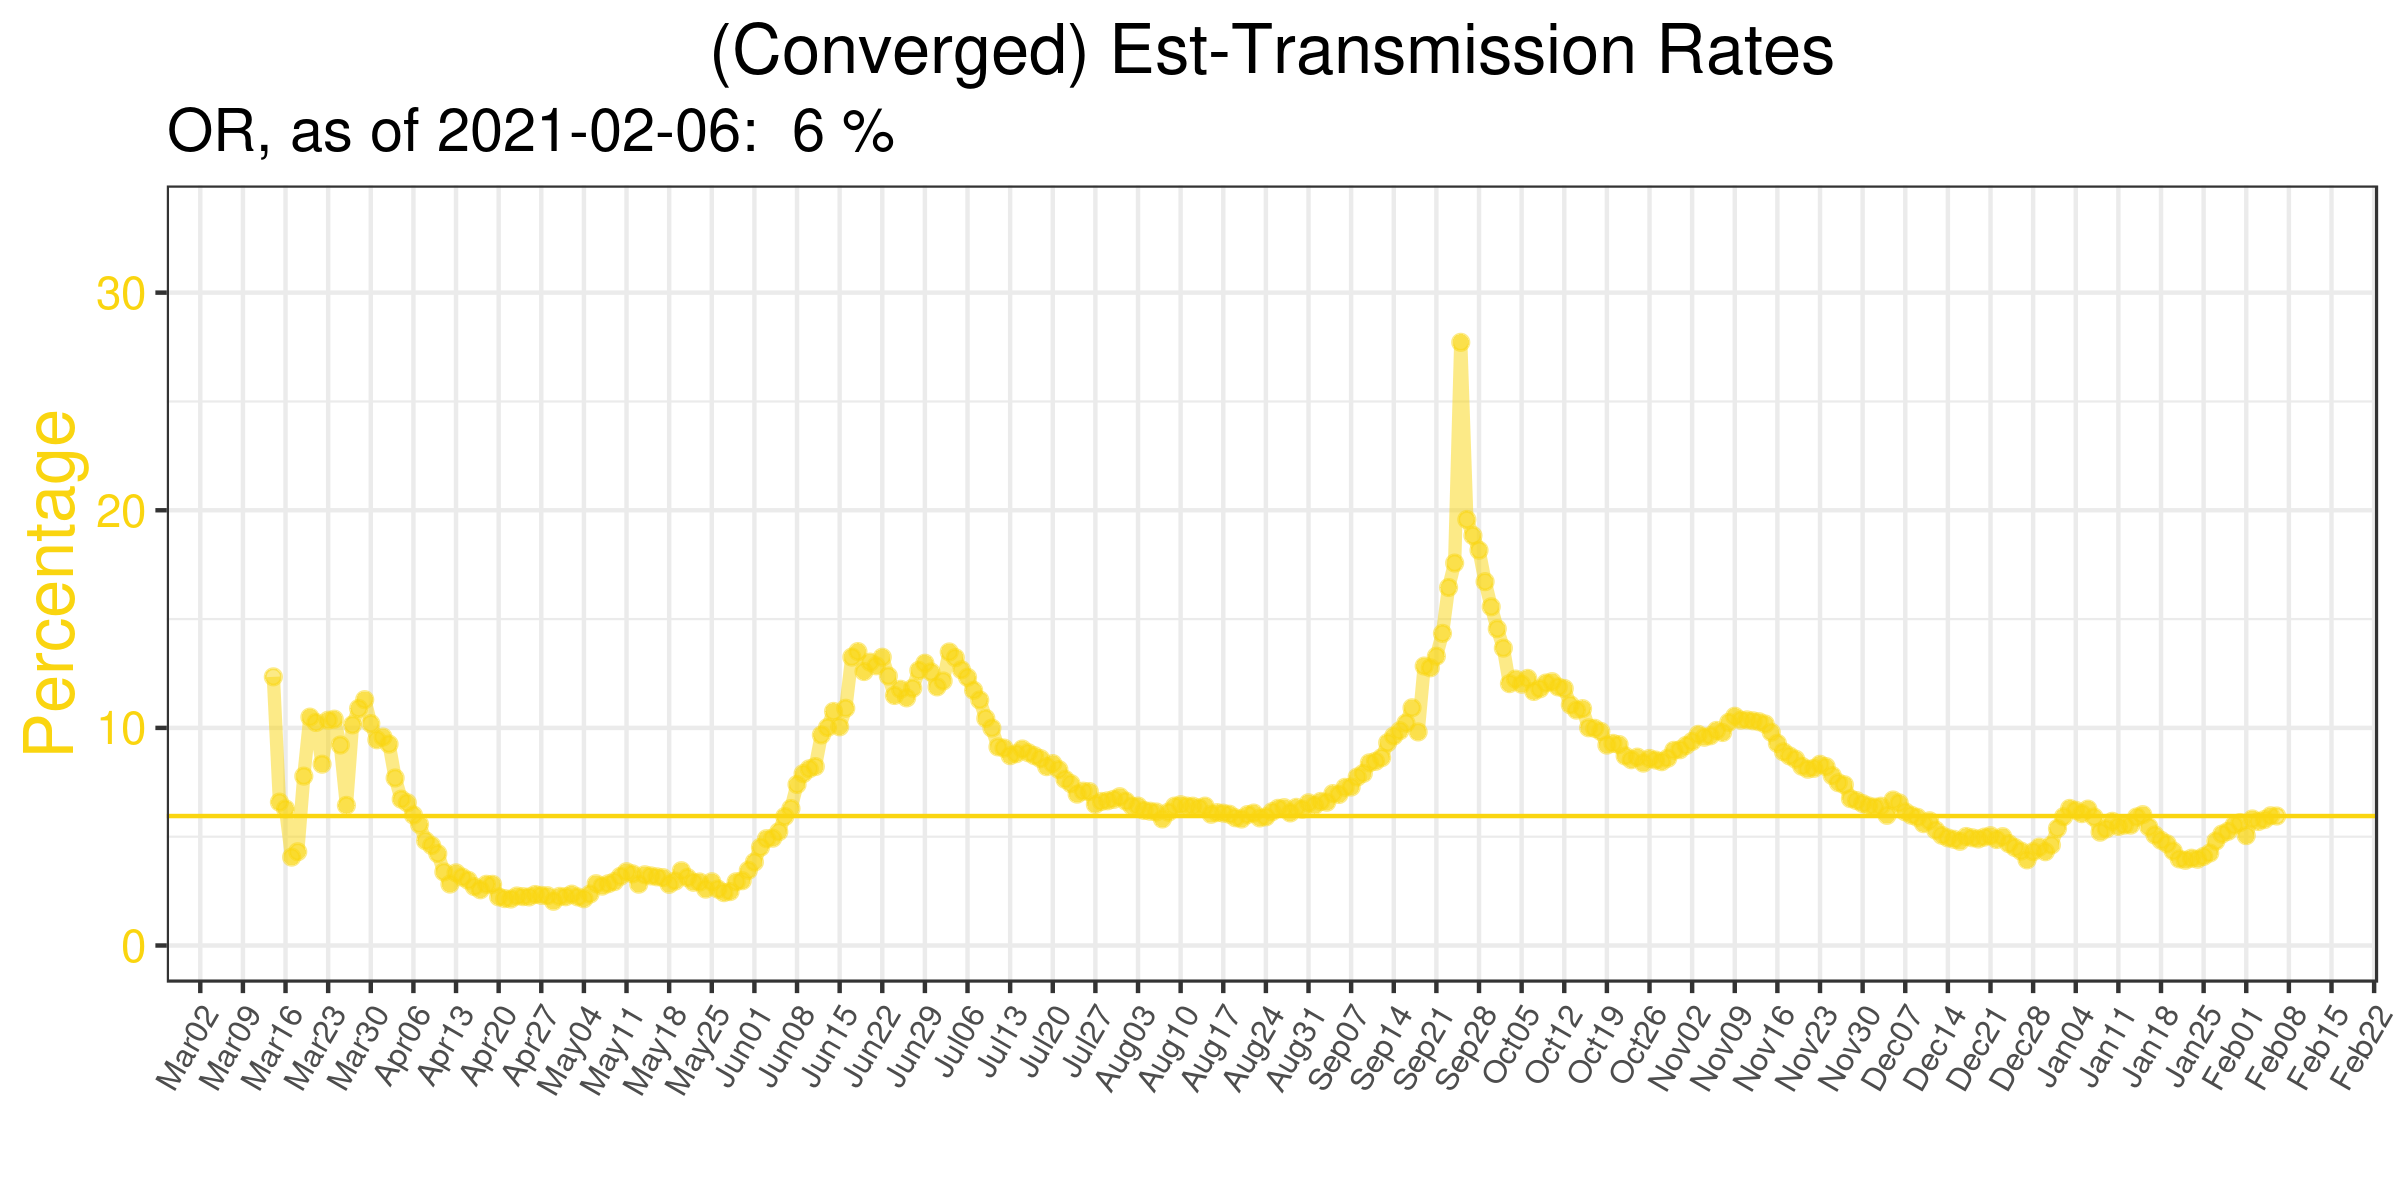 (Converged) Est-Transmission Rates
OR, as of 2021-02-06:  6 %
Percentage
30
20
10
0
Mar02 Mar09 Mar16 Mar23 Mar30 Apr06 Apr13 Apr20 Apr27 May04 May11 May18 May25 Jun01 Jun08 Jun15 Jun22 Jun29 Jul06 Jul13 Jul20 Jul27 Aug03 Aug10 Aug17 Aug24 Aug31 Sep07 Sep14 Sep21 Sep28 Oct05 Oct12 Oct19 Oct26 Nov02 Nov09 Nov16 Nov23 Nov30 Dec07 Dec14 Dec21 Dec28 Jan04 Jan11 Jan18 Jan25 Feb01 Feb08 Feb15 Feb22